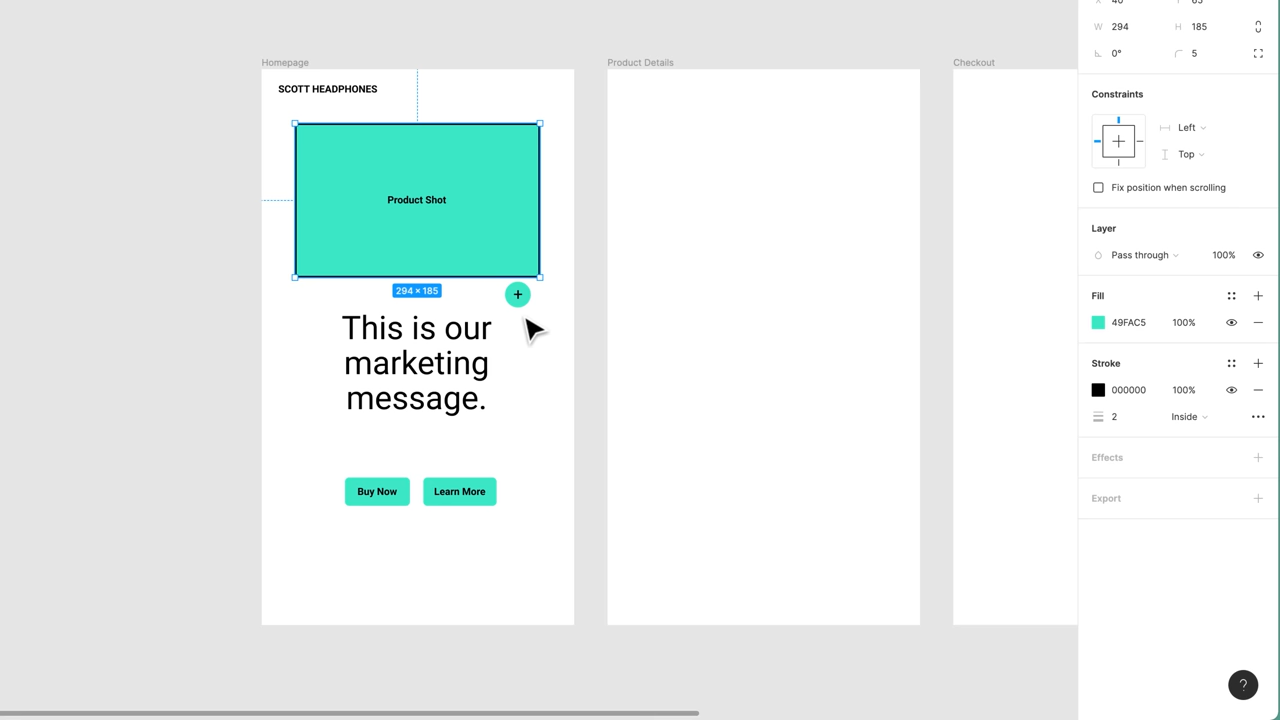 X 40 Y 65
W 294 H 185
0° 5
Homepage
Product Details
Checkout
SCOTT HEADPHONES
Product Shot
294 × 185
+
This is our
marketing
message.
Buy Now
Learn More
Constraints
Left
Top
Fix position when scrolling
Layer
Pass through 100%
Fill
49FAC5 100%
Stroke
000000 100%
2 Inside
Effects
Export
?